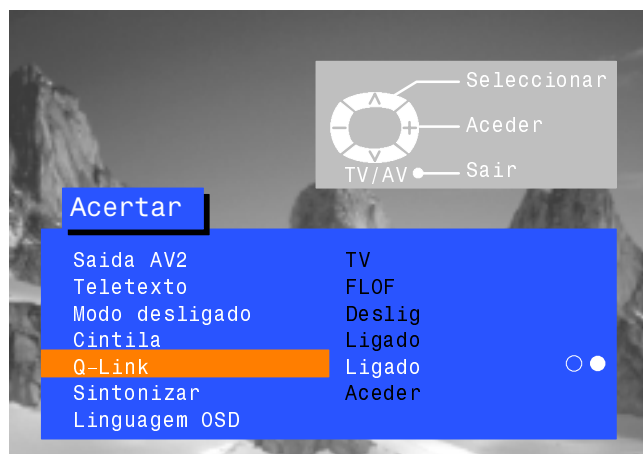 Seleccionar
Aceder
TV/AV Sair
Acertar
Saida AV2 TV
Teletexto FLOF
Modo desligado Deslig
Cintila Ligado
Q-Link Ligado
Sintonizar Aceder
Linguagem OSD